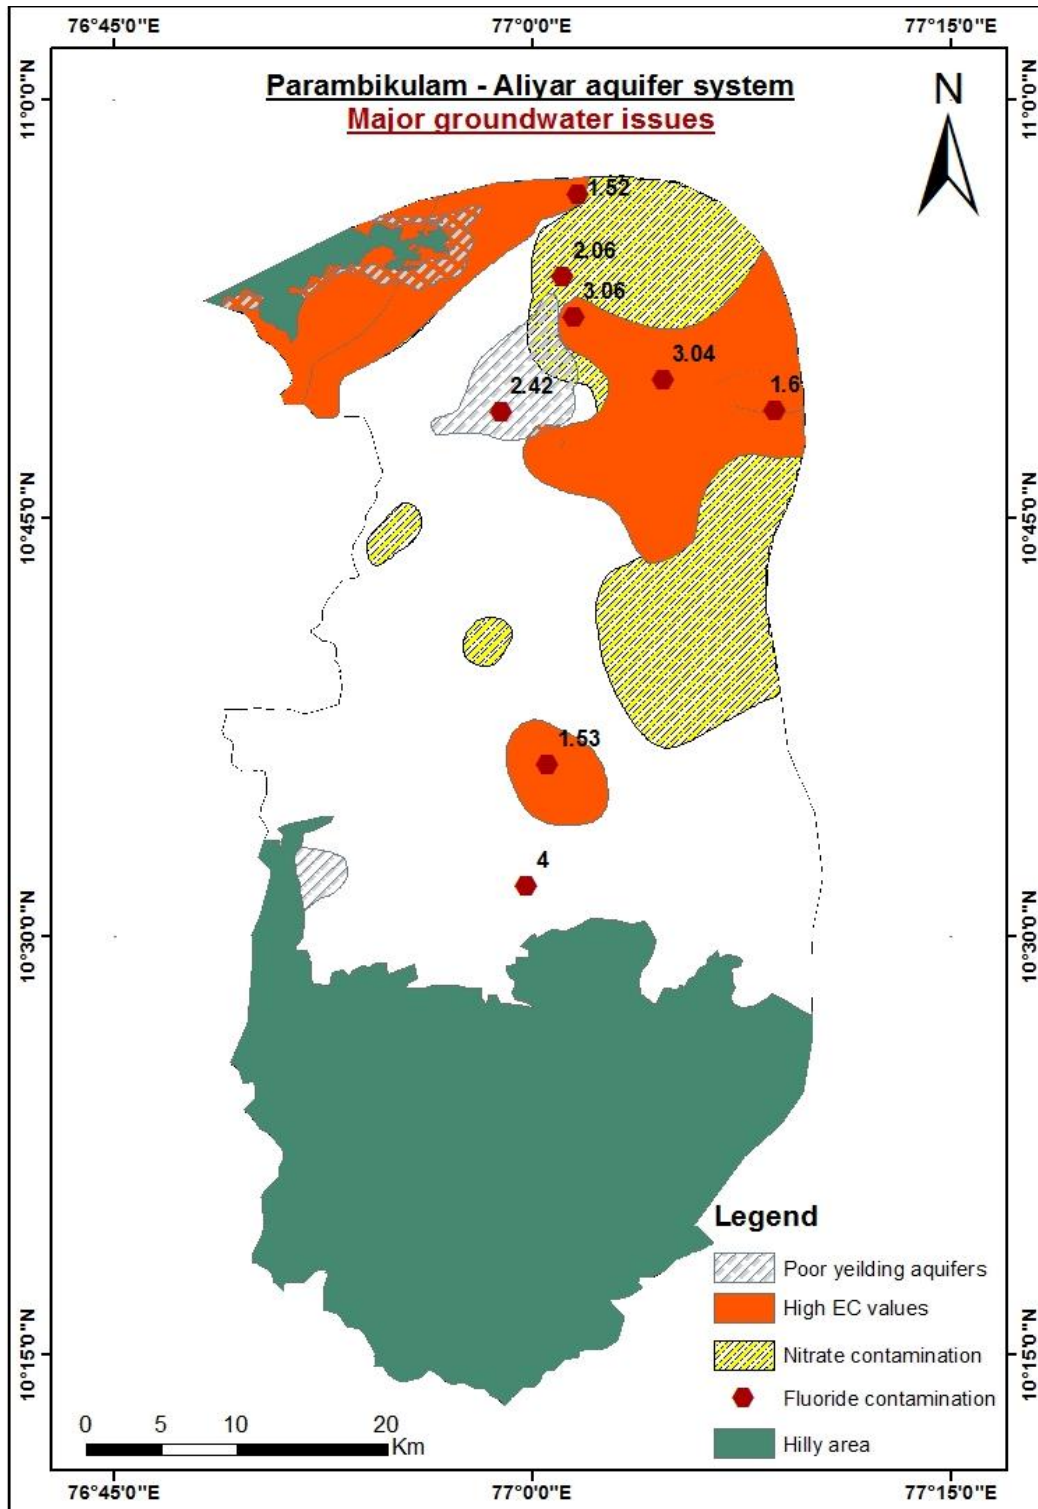 76°45'0"E 77°0'0"E 77°15'0"E
11°0'0"N 11°0'0"N
Parambikulam - Aliyar aquifer system
Major groundwater issues
N
1.52
2.06
3.06
3.04
2.42 1.6
10°45'0"N 10°45'0"N
1.53
4
10°30'0"N 10°30'0"N
Legend
Poor yeilding aquifers
High EC values
Nitrate contamination
Fluoride contamination
Hilly area
10°15'0"N 10°15'0"N
0 5 10 20
Km
76°45'0"E 77°0'0"E 77°15'0"E